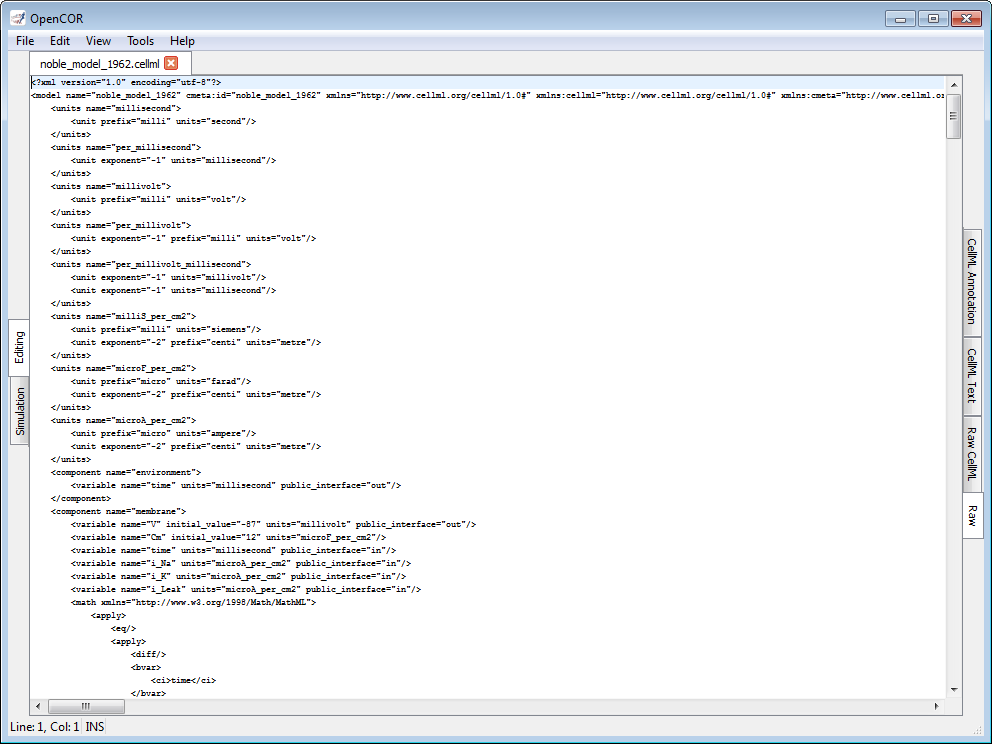 OpenCOR
File Edit View Tools Help
noble_model_1962.cellml
<?xml version="1.0" encoding="utf-8"?>
<model name="noble_model_1962" cmeta:id="noble_model_1962" xmlns="http://www.cellml.org/cellml/1.0#" xmlns:cellml="http://www.cellml.org/cellml/1.0#" xmlns:cmeta="http://www.cellml.or
<units name="millisecond">
<unit prefix="milli" units="second"/>
</units>
<units name="per_millisecond">
<unit exponent="-1" units="millisecond"/>
</units>
<units name="millivolt">
<unit prefix="milli" units="volt"/>
</units>
<units name="per_millivolt">
<unit exponent="-1" prefix="milli" units="volt"/>
</units>
<units name="per_millivolt_millisecond">
<unit exponent="-1" units="millivolt"/>
<unit exponent="-1" units="millisecond"/>
</units>
<units name="milliS_per_cm2">
<unit prefix="milli" units="siemens"/>
<unit exponent="-2" prefix="centi" units="metre"/>
</units>
<units name="microF_per_cm2">
<unit prefix="micro" units="farad"/>
<unit exponent="-2" prefix="centi" units="metre"/>
</units>
<units name="microA_per_cm2">
<unit prefix="micro" units="ampere"/>
<unit exponent="-2" prefix="centi" units="metre"/>
</units>
<component name="environment">
<variable name="time" units="millisecond" public_interface="out"/>
</component>
<component name="membrane">
<variable name="V" initial_value="-87" units="millivolt" public_interface="out"/>
<variable name="Cm" initial_value="12" units="microF_per_cm2"/>
<variable name="time" units="millisecond" public_interface="in"/>
<variable name="i_Na" units="microA_per_cm2" public_interface="in"/>
<variable name="i_K" units="microA_per_cm2" public_interface="in"/>
<variable name="i_Leak" units="microA_per_cm2" public_interface="in"/>
<math xmlns="http://www.w3.org/1998/Math/MathML">
<apply>
<eq/>
<apply>
<diff/>
<bvar>
<ci>time</ci>
</bvar>
Editing
Simulation
CellML Annotation
CellML Text
Raw CellML
Raw
Line: 1, Col: 1 INS